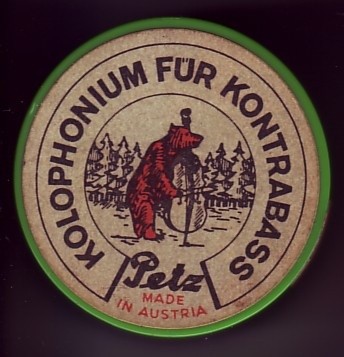 KOLOPHONIUM FÜR KONTRABASS
Petz
MADE
IN AUSTRIA